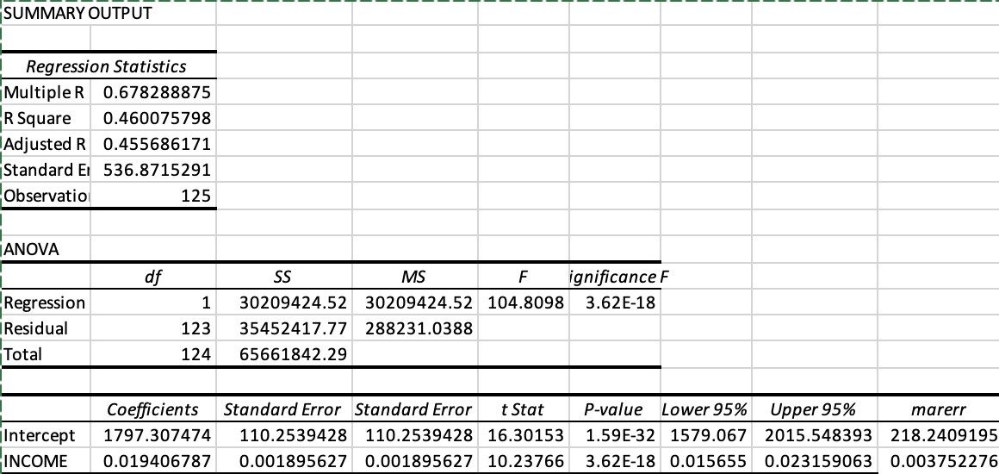 SUMMARY OUTPUT
Regression Statistics
Multiple R 0.678288875
R Square 0.460075798
Adjusted R 0.455686171
Standard Er 536.8715291
Observatio 125
ANOVA
df SS MS F ignificance F
Regression 1 30209424.52 30209424.52 104.8098 3.62E-18
Residual 123 35452417.77 288231.0388
Total 124 65661842.29
Coefficients Standard Error Standard Error t Stat P-value Lower 95% Upper 95% marerr
Intercept 1797.307474 110.2539428 110.2539428 16.30153 1.59E-32 1579.067 2015.548393 218.2409195
INCOME 0.019406787 0.001895627 0.001895627 10.23766 3.62E-18 0.015655 0.023159063 0.003752276